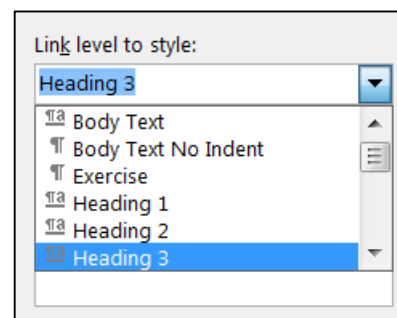 Link level to style:
Heading 3
¶a Body Text
¶ Body Text No Indent
¶ Exercise
¶a Heading 1
¶a Heading 2
¶a Heading 3